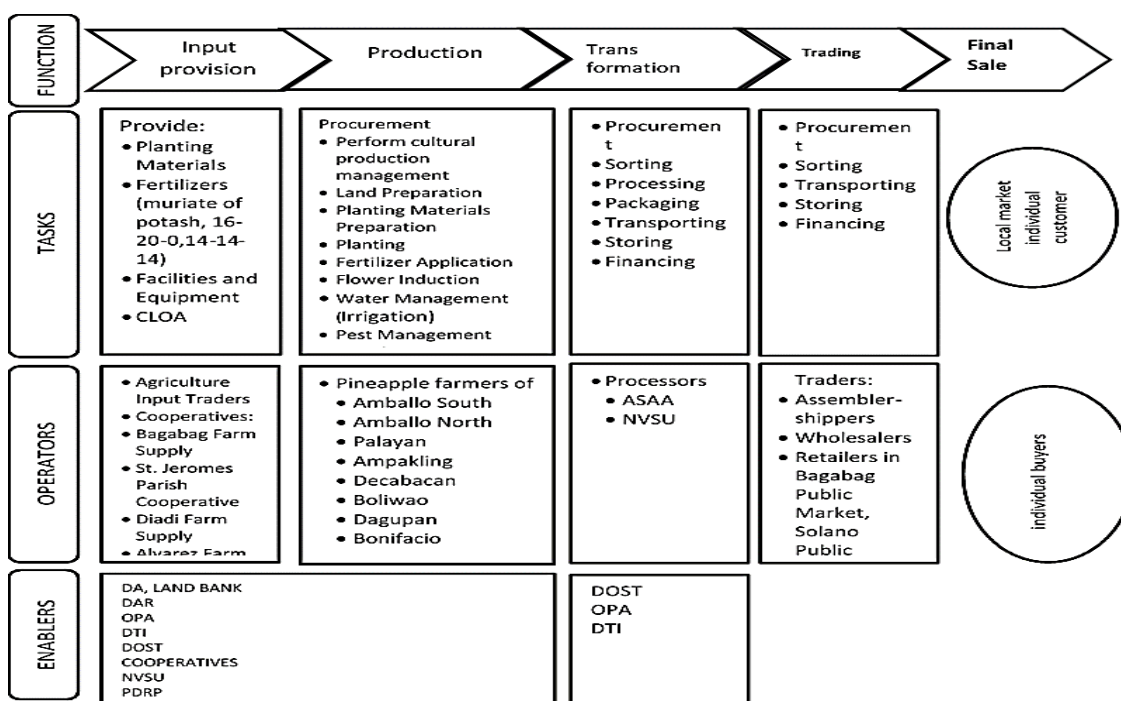 FUNCTION
Input
provision
Production
Trans
formation
Trading
Final
Sale
TASKS
Provide:
• Planting
Materials
• Fertilizers
(muriate of
potash, 16-
20-0,14-14-
14)
• Facilities and
Equipment
• CLOA
Procurement
• Perform cultural
production
management
• Land Preparation
• Planting Materials
Preparation
• Planting
• Fertilizer Application
• Flower Induction
• Water Management
(Irrigation)
• Pest Management
• Procuremen
t
• Sorting
• Processing
• Packaging
• Transporting
• Storing
• Financing
• Procuremen
t
• Sorting
• Transporting
• Storing
• Financing
Local market
individual
customer
OPERATORS
• Agriculture
Input Traders
• Cooperatives:
• Bagabag Farm
Supply
• St. Jeromes
Parish
Cooperative
• Diadi Farm
Supply
• Alvarez Farm
• Pineapple farmers of
• Amballo South
• Amballo North
• Palayan
• Ampakling
• Decabacan
• Boliwao
• Dagupan
• Bonifacio
• Processors
• ASAA
• NVSU
Traders:
• Assembler-
shippers
• Wholesalers
• Retailers in
Bagabag
Public
Market,
Solano
Public
individual buyers
ENABLERS
DA, LAND BANK
DAR
OPA
DTI
DOST
COOPERATIVES
NVSU
PDRP
DOST
OPA
DTI